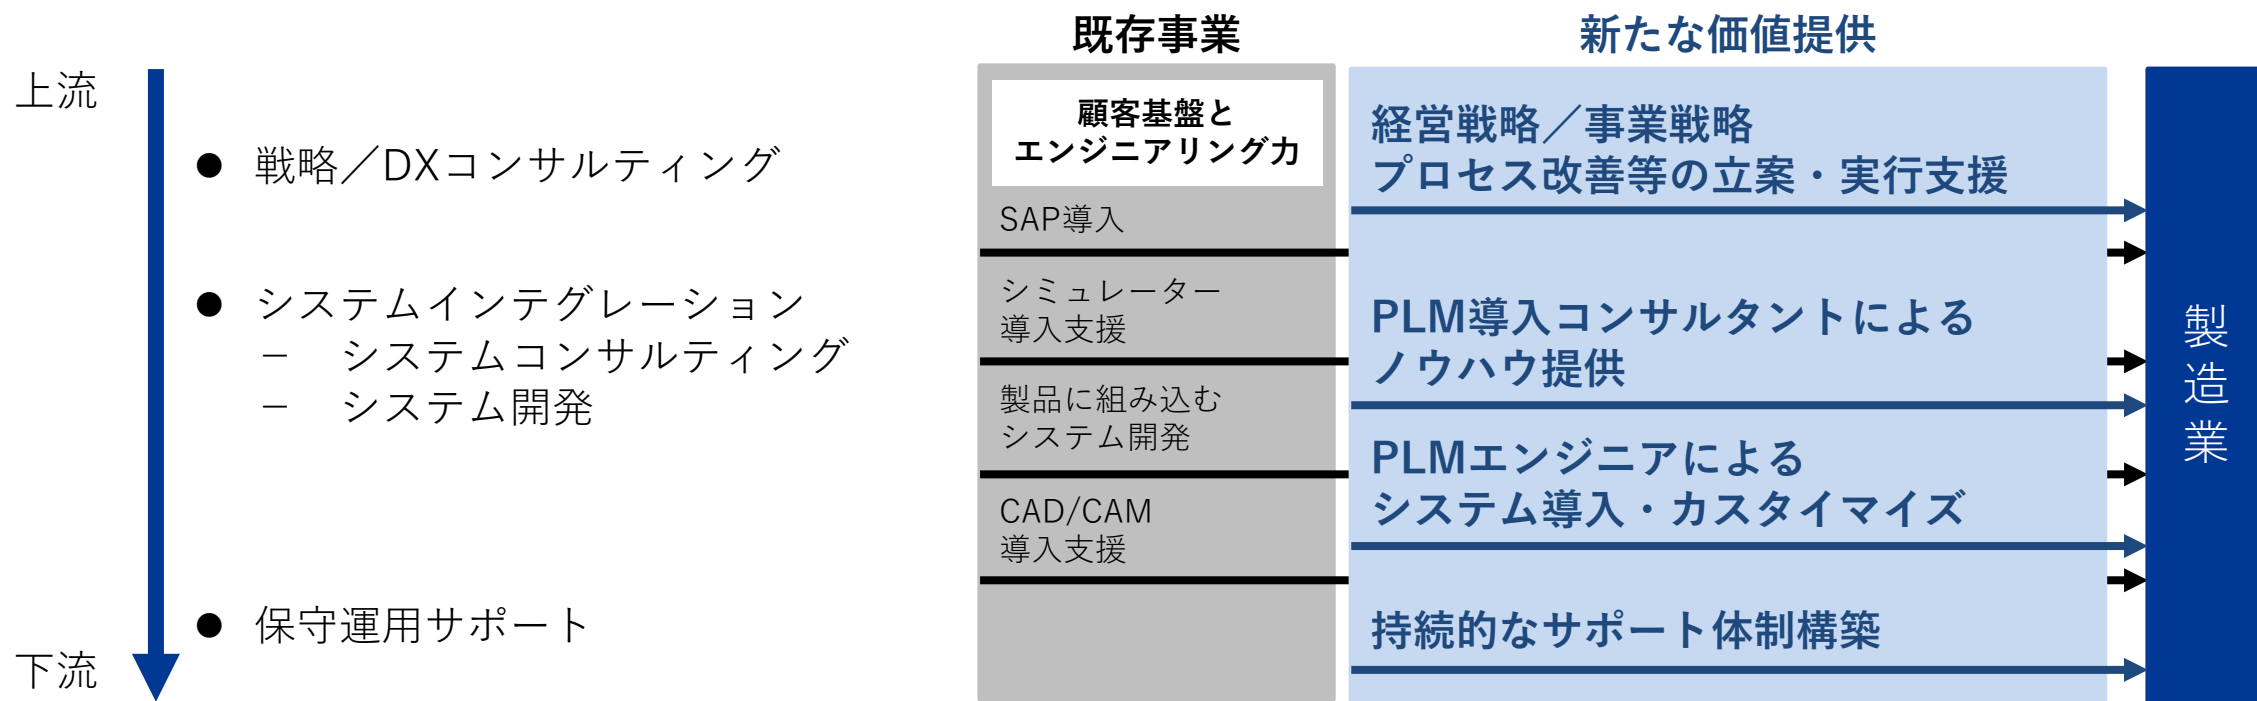 既存事業
新たな価値提供
上流
● 戦略／DXコンサルティング
● システムインテグレーション
− システムコンサルティング
− システム開発
● 保守運用サポート
下流
顧客基盤と
エンジニアリング力
SAP導入
シミュレーター
導入支援
製品に組み込む
システム開発
CAD/CAM
導入支援
経営戦略／事業戦略
プロセス改善等の立案・実行支援
PLM導入コンサルタントによる
ノウハウ提供
PLMエンジニアによる
システム導入・カスタイマイズ
持続的なサポート体制構築
製造業